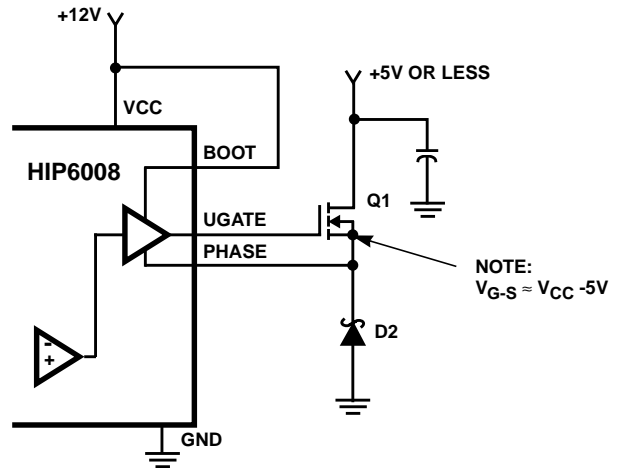 +12V
+5V OR LESS
VCC
BOOT
HIP6008
Q1
UGATE
PHASE
NOTE:
VG-S ≈ VCC -5V
D2
-
+
GND